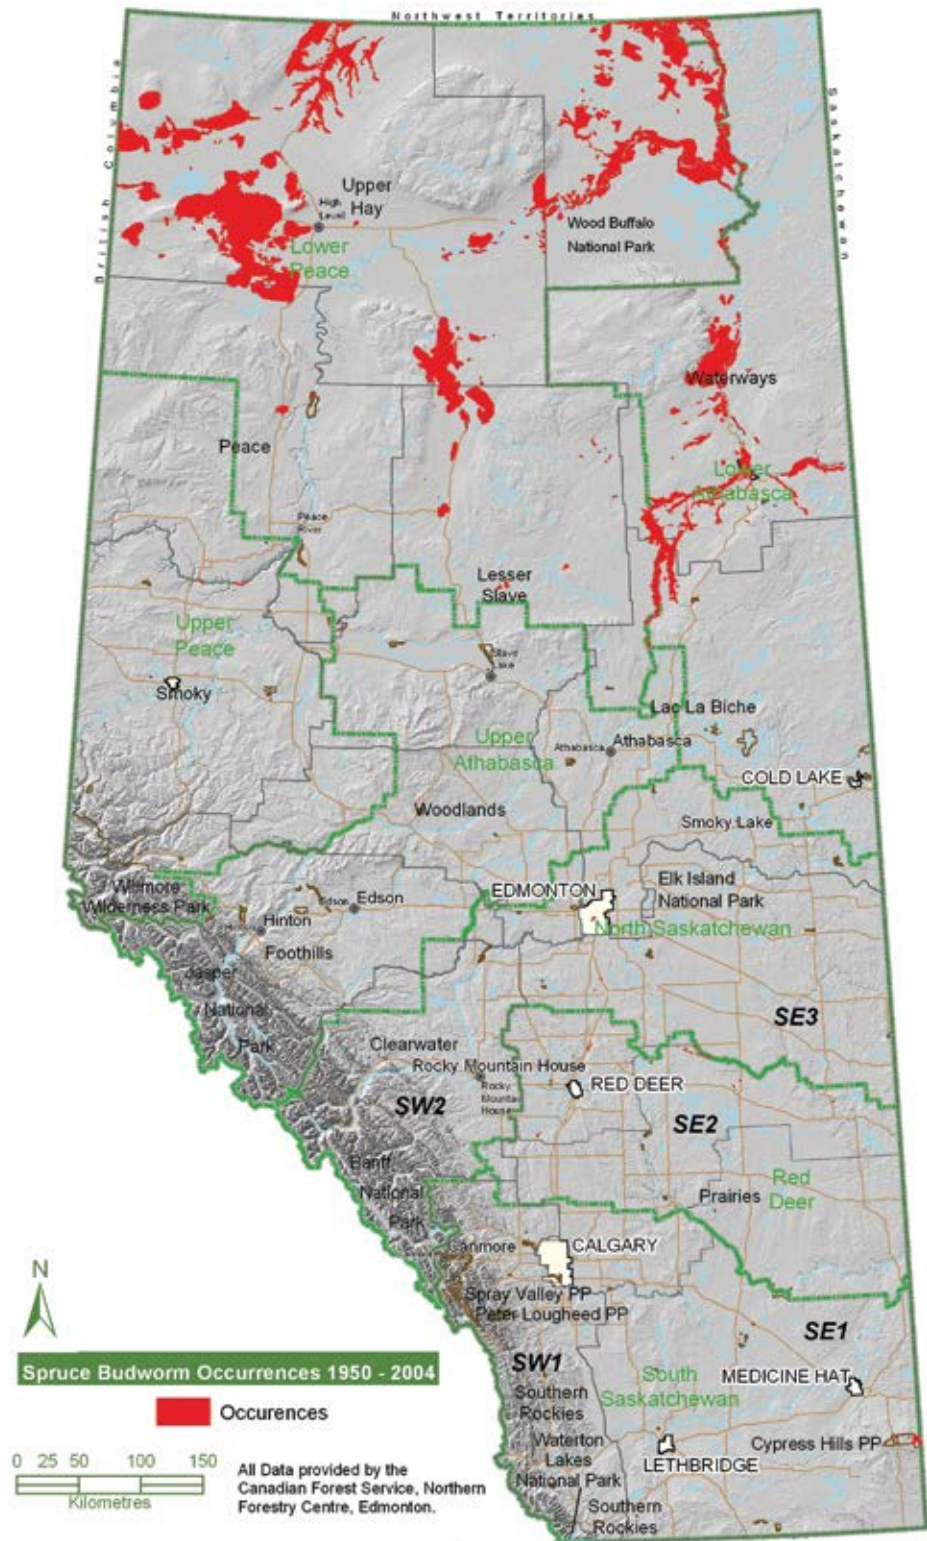 Northwest Territories
British Columbia
Saskatchewan
Upper
Hay
High
Level
Lower
Peace
Wood Buffalo
National Park
Waterways
Peace
Lower
Athabasca
Peace
River
Lesser
Slave
Upper
Peace
Slave
Lake
Smoky
Lac La Biche
Upper
Athabasca
Athabasca
Athabasca
COLD LAKE
Woodlands
Smoky Lake
Willmore
Wilderness Park
EDMONTON
Elk Island
National Park
Edson
Edson
Hinton
North Saskatchewan
Foothills
Jasper
National
Park
SE3
Clearwater
Rocky Mountain House
Rocky
Mountain
House
RED DEER
SW2
SE2
Banff
National
Park
Red
Deer
Prairies
Canmore
CALGARY
Spray Valley PP
Peter Lougheed PP
N
SE1
Spruce Budworm Occurrences 1950 - 2004
SW1
South
Saskatchewan
MEDICINE HAT
Southern
Rockies
Occurences
Waterton
Lakes
National Park
Cypress Hills PP
LETHBRIDGE
0 25 50 100 150
Kilometres
All Data provided by the
Canadian Forest Service, Northern
Forestry Centre, Edmonton.
Southern
Rockies